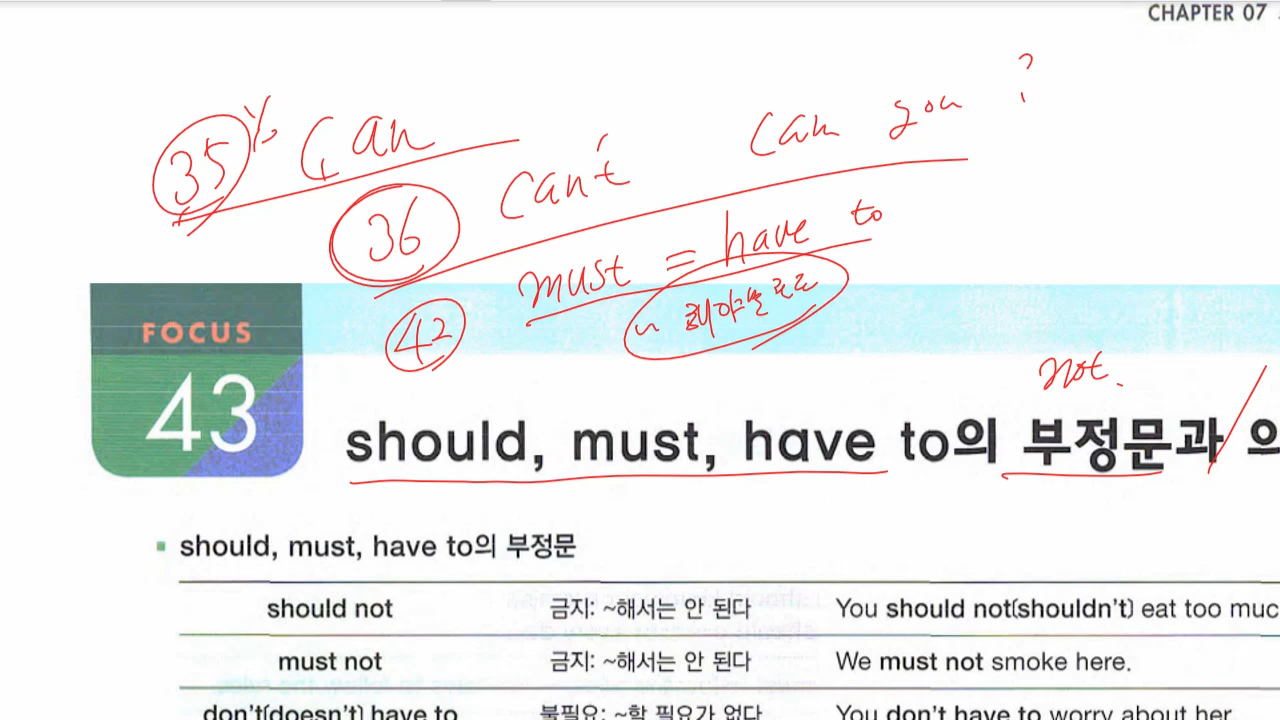 CHAPTER 07
35% can
can you ?
36 can't
must = have to
42 ~ 해야
FOCUS
43
not.
should, must, have to의 부정문과 의
should, must, have to의 부정문
should not 금지: ~해서는 안 된다 You should not(shouldn't) eat too muc
must not 금지: ~해서는 안 된다 We must not smoke here.
don't(doesn't) have to 불필요: ~할 필요가 없다 You don't have to worry about her.